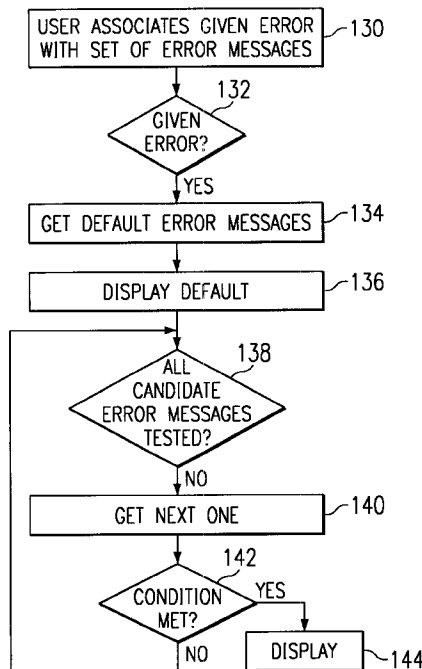 USER ASSOCIATES GIVEN ERROR
WITH SET OF ERROR MESSAGES
130
132
GIVEN
ERROR?
YES
GET DEFAULT ERROR MESSAGES
134
DISPLAY DEFAULT
136
138
ALL
CANDIDATE
ERROR MESSAGES
TESTED?
NO
GET NEXT ONE
140
142
CONDITION
MET?
YES
NO
DISPLAY
144